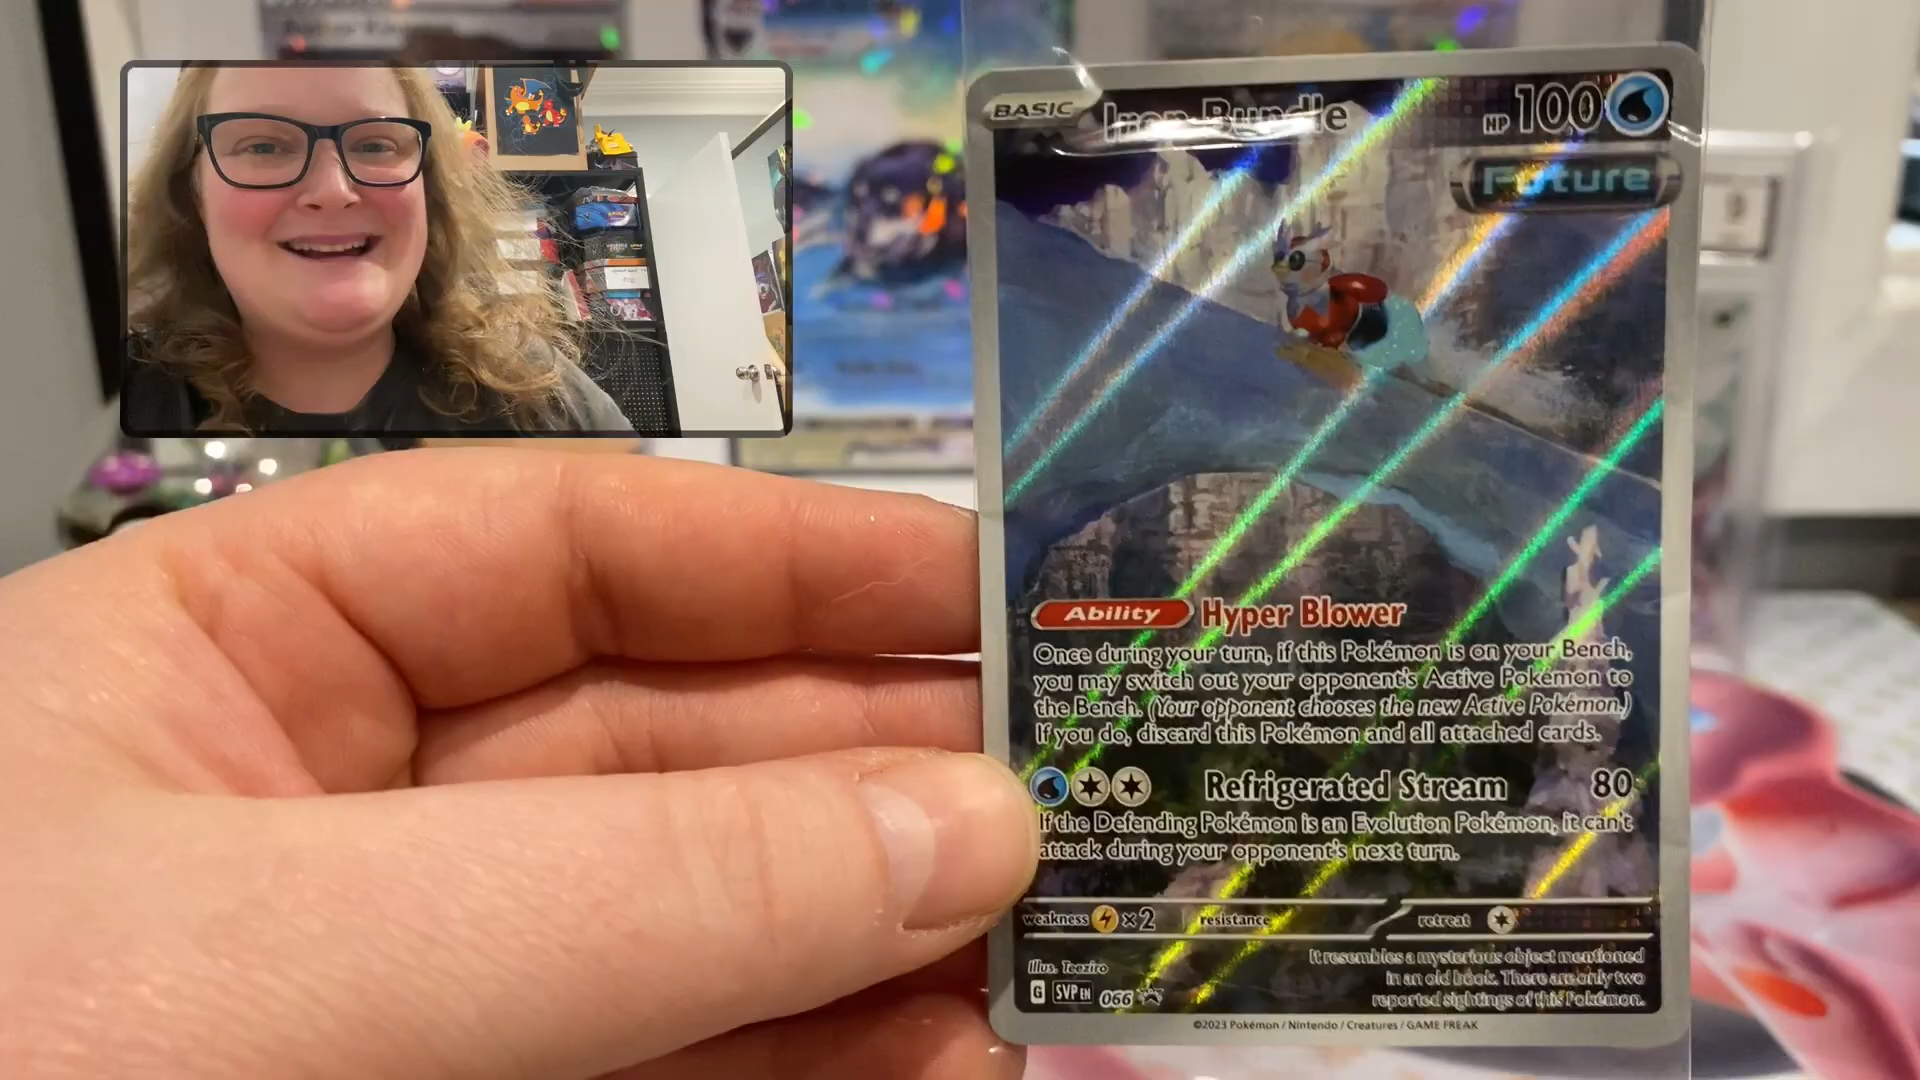 BASIC
Iron Bundle
HP 100
Future
Ability Hyper Blower
Once during your turn, if this Pokémon is on your Bench,
you may switch out your opponent's Active Pokémon to
the Bench. (Your opponent chooses the new Active Pokémon.)
If you do, discard this Pokémon and all attached cards.
Refrigerated Stream 80
If the Defending Pokémon is an Evolution Pokémon, it can't
attack during your opponent's next turn.
weakness ×2 resistance retreat
Illus. Teeziro
It resembles a mysterious object mentioned
in an old book. There are only two
reported sightings of this Pokémon.
G SVP EN 066
©2023 Pokémon / Nintendo / Creatures / GAME FREAK